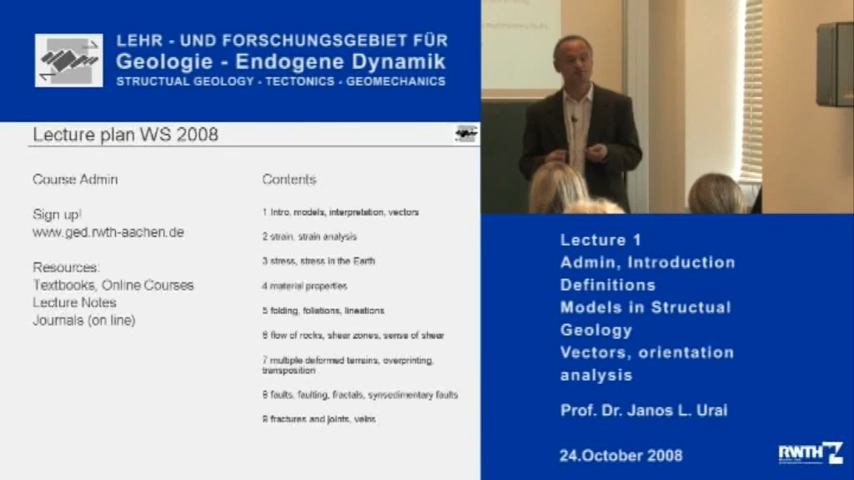 LEHR - UND FORSCHUNGSGEBIET FÜR
Geologie - Endogene Dynamik
STRUCTURAL GEOLOGY - TECTONICS - GEOMECHANICS
Lecture plan WS 2008
Course Admin
Sign up!
www.ged.rwth-aachen.de
Resources:
Textbooks, Online Courses
Lecture Notes
Journals (on line)
Contents
1 Intro, models, interpretation, vectors
2 strain, strain analysis
3 stress, stress in the Earth
4 material properties
5 folding, foliations, lineations
6 flow of rocks, shear zones, sense of shear
7 multiple deformed terrains, overprinting,
transposition
8 faults, faulting, fractals, synsedimentary faults
9 fractures and joints, veins
Lecture 1
Admin, Introduction
Definitions
Models in Structual
Geology
Vectors, orientation
analysis
Prof. Dr. Janos L. Urai
24.October 2008
RWTH